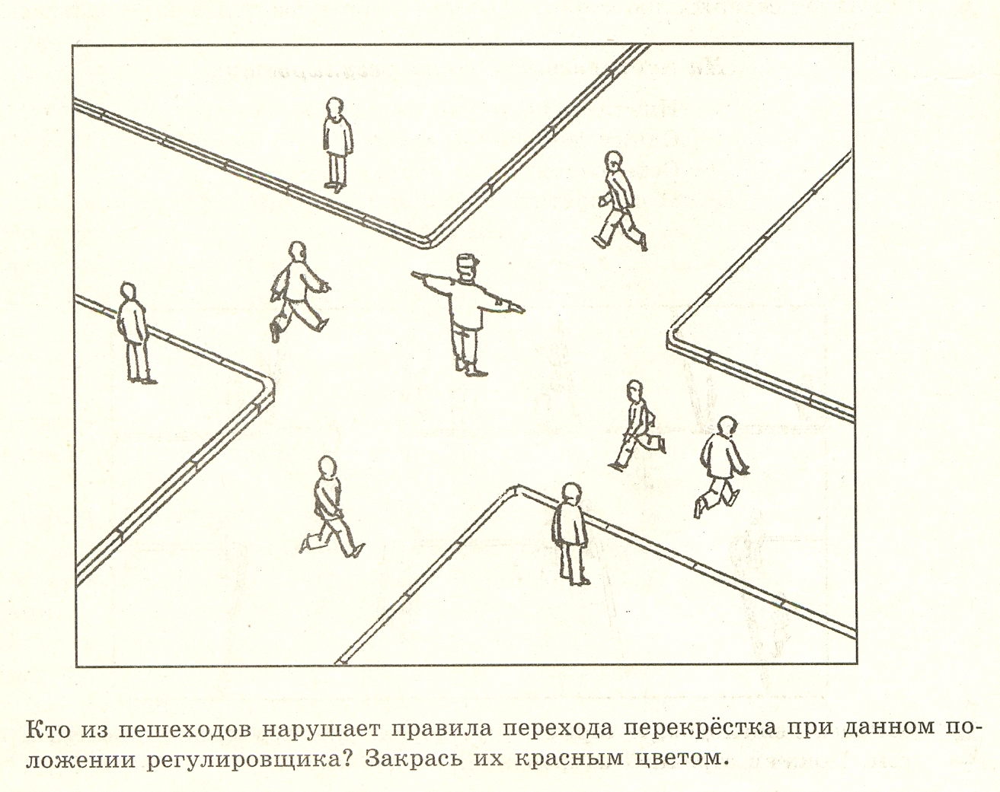 Кто из пешеходов нарушает правила перехода перекрёстка при данном по-
ложении регулировщика? Закрась их красным цветом.